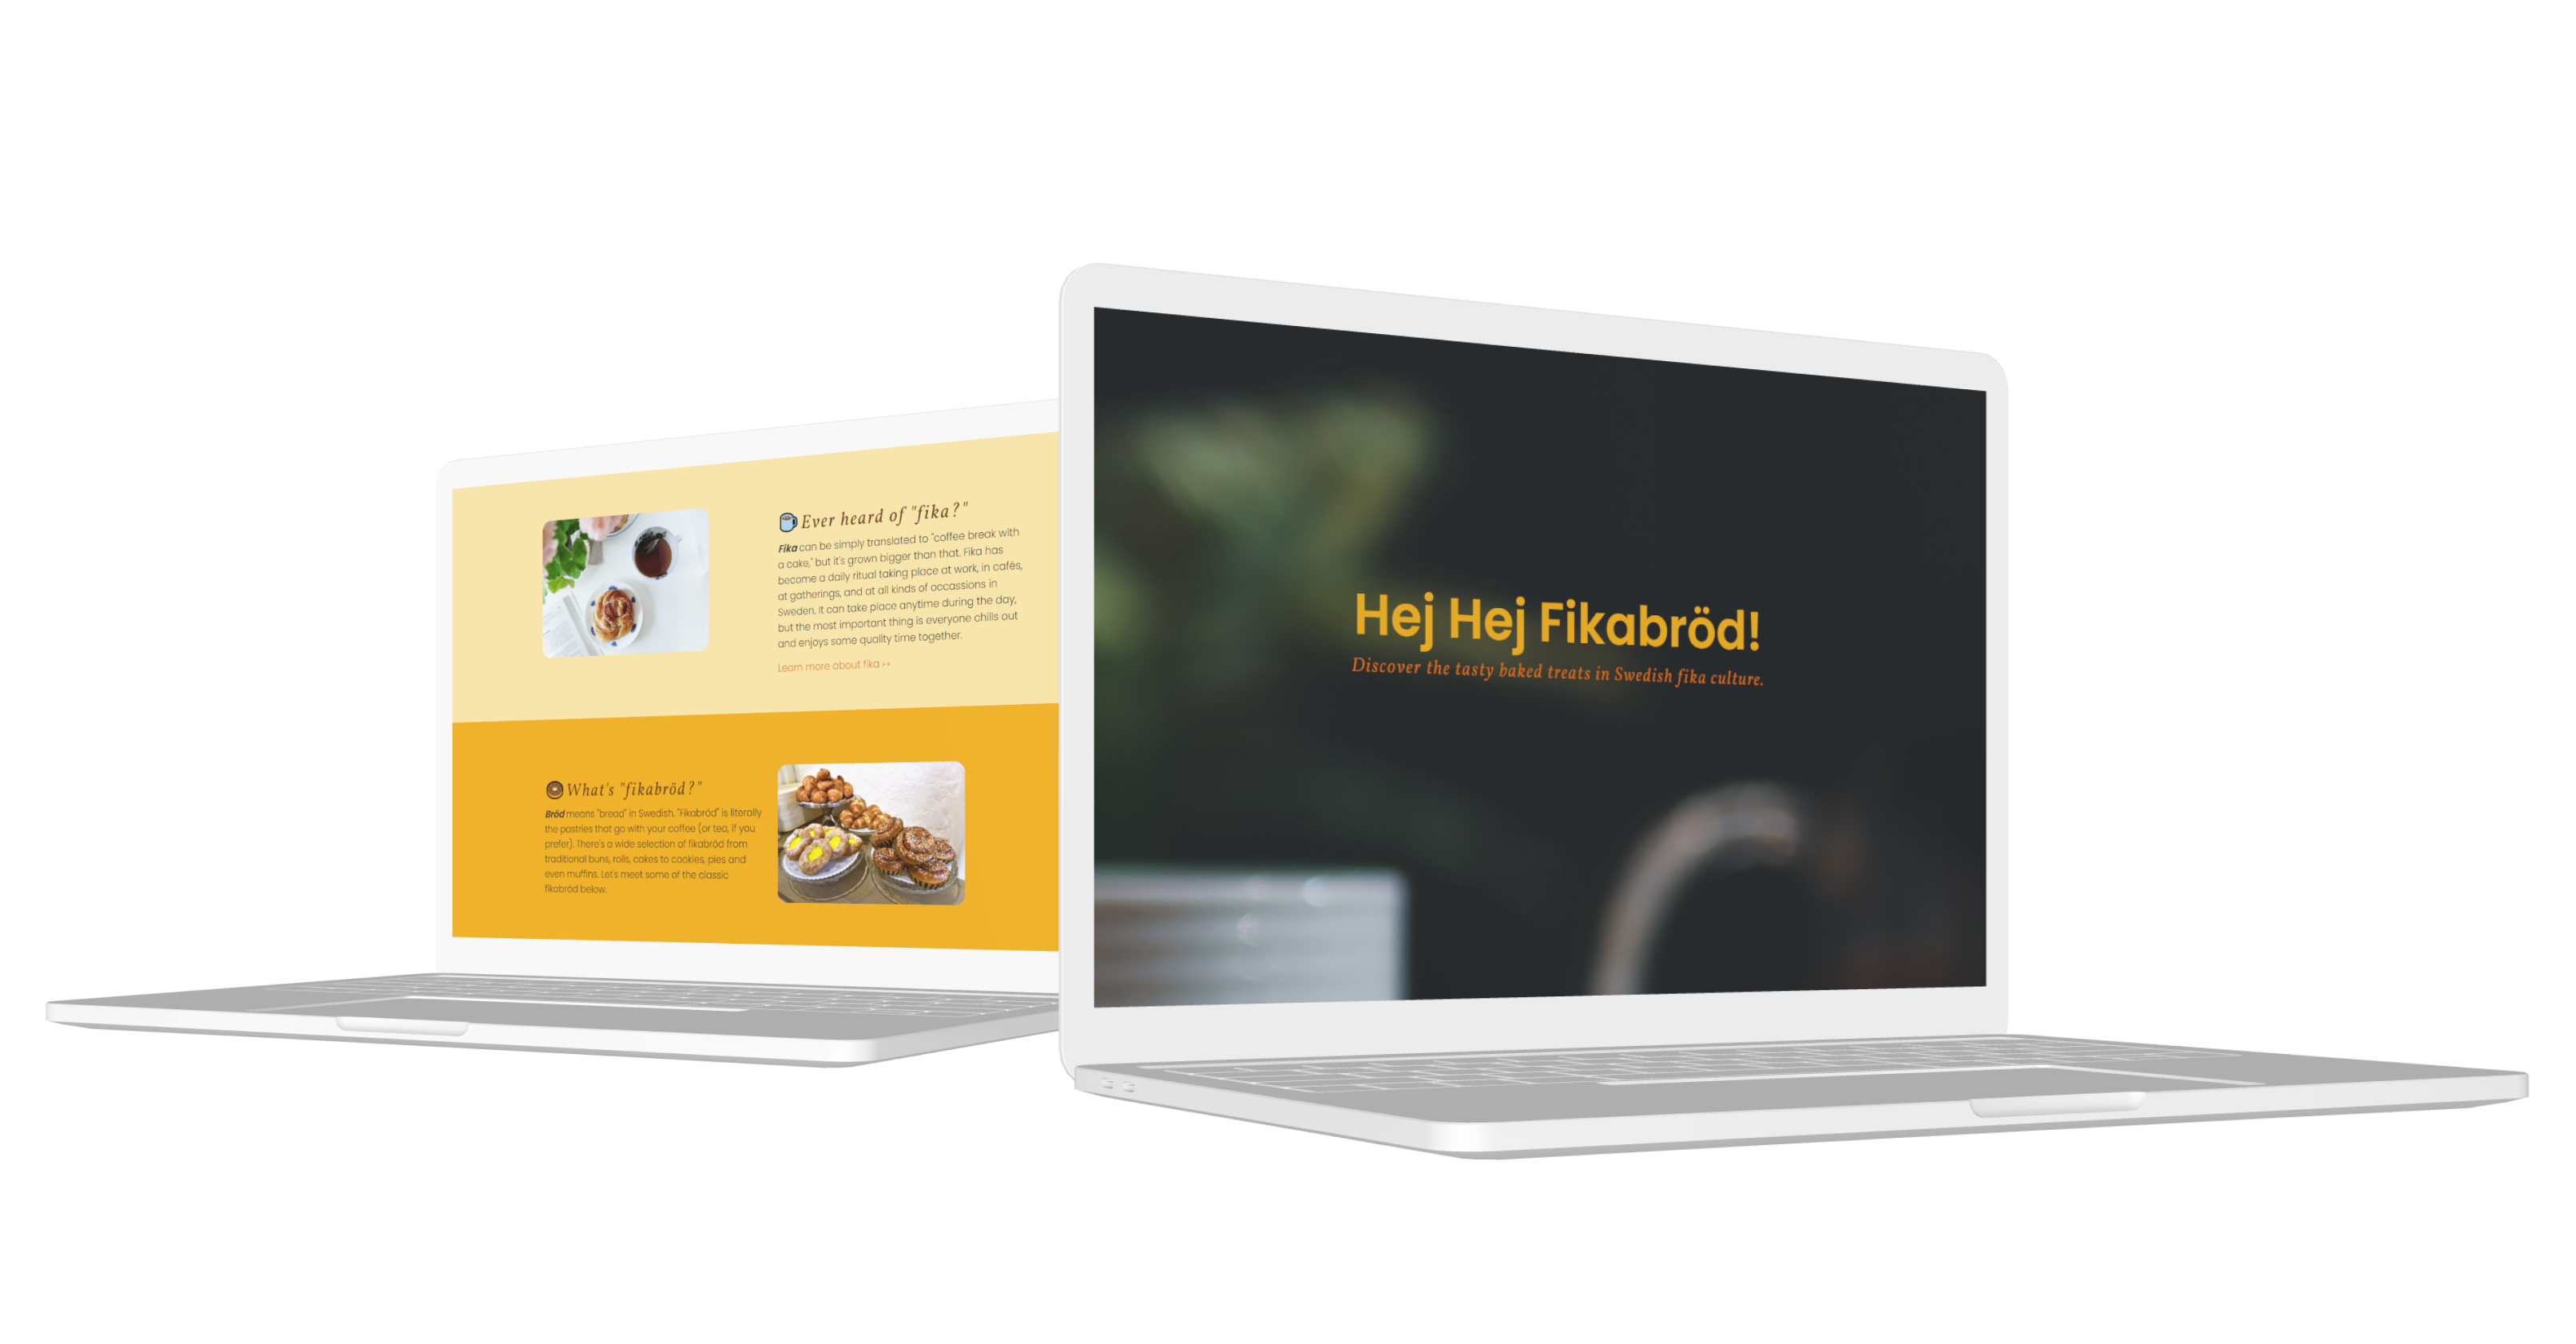 Ever heard of "fika?"
Fika can be simply translated to "coffee break with
a cake," but it's grown bigger than that. Fika has
become a daily ritual taking place at work, in cafés,
at gatherings, and at all kinds of occassions in
Sweden. It can take place anytime during the day,
but the most important thing is everyone chills out
and enjoys some quality time together.
Learn more about fika >>
What's "fikabröd?"
Bröd means "bread" in Swedish. "Fikabröd" is literally
the pastries that go with your coffee (or tea, if you
prefer). There's a wide selection of fikabröd from
traditional buns, rolls, cakes to cookies, pies and
even muffins. Let's meet some of the classic
fikabröd below.
Hej Hej Fikabröd!
Discover the tasty baked treats in Swedish fika culture.